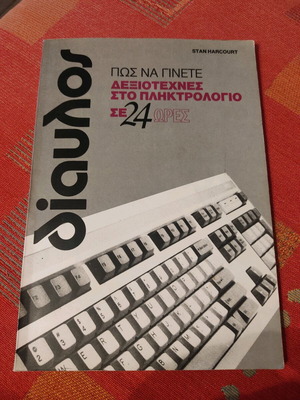 STAN HARCOURT
ΠΩΣ ΝΑ ΓΙΝΕΤΕ
ΔΕΞΙΟΤΕΧΝΕΣ
ΣΤΟ ΠΛΗΚΤΡΟΛΟΓΙΟ
ΣΕ 24 ΩΡΕΣ
δίαυλος